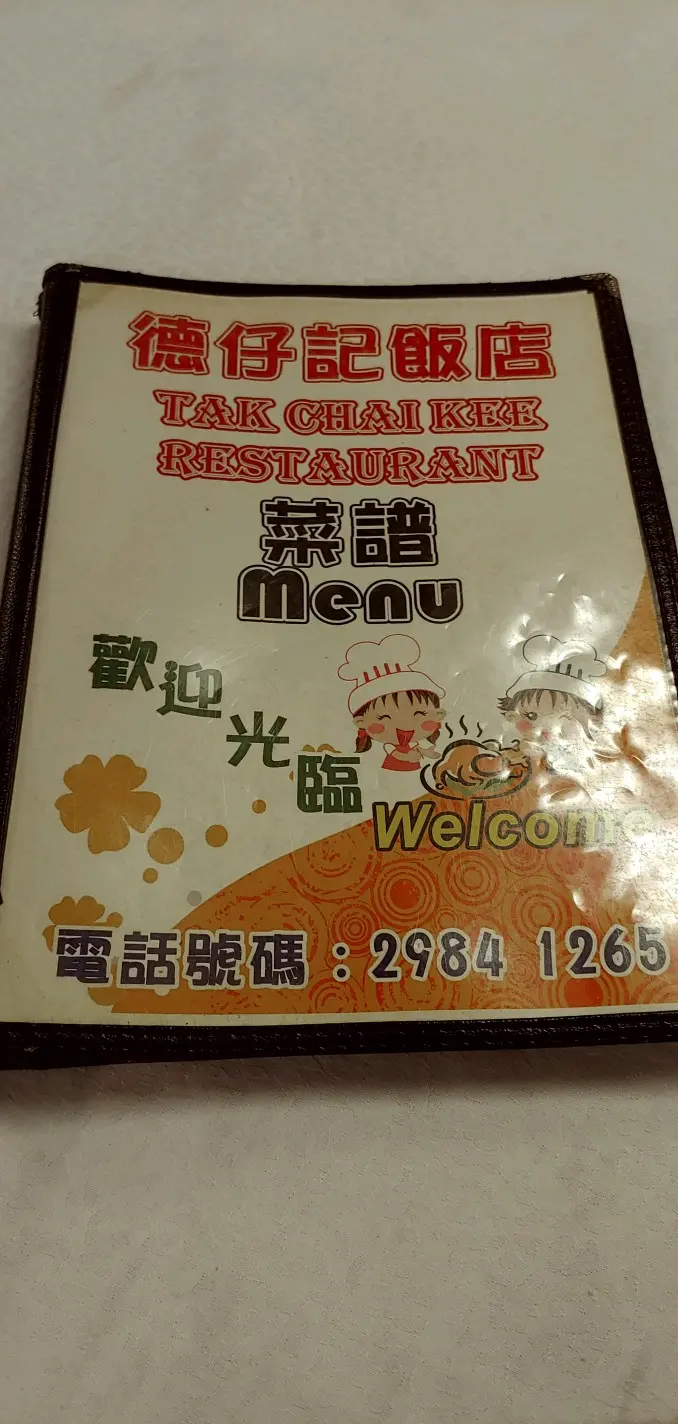 德仔記飯店
TAK CHAI KEE
RESTAURANT
菜譜
Menu
歡迎光臨
Welcome
電話號碼：2984 1265